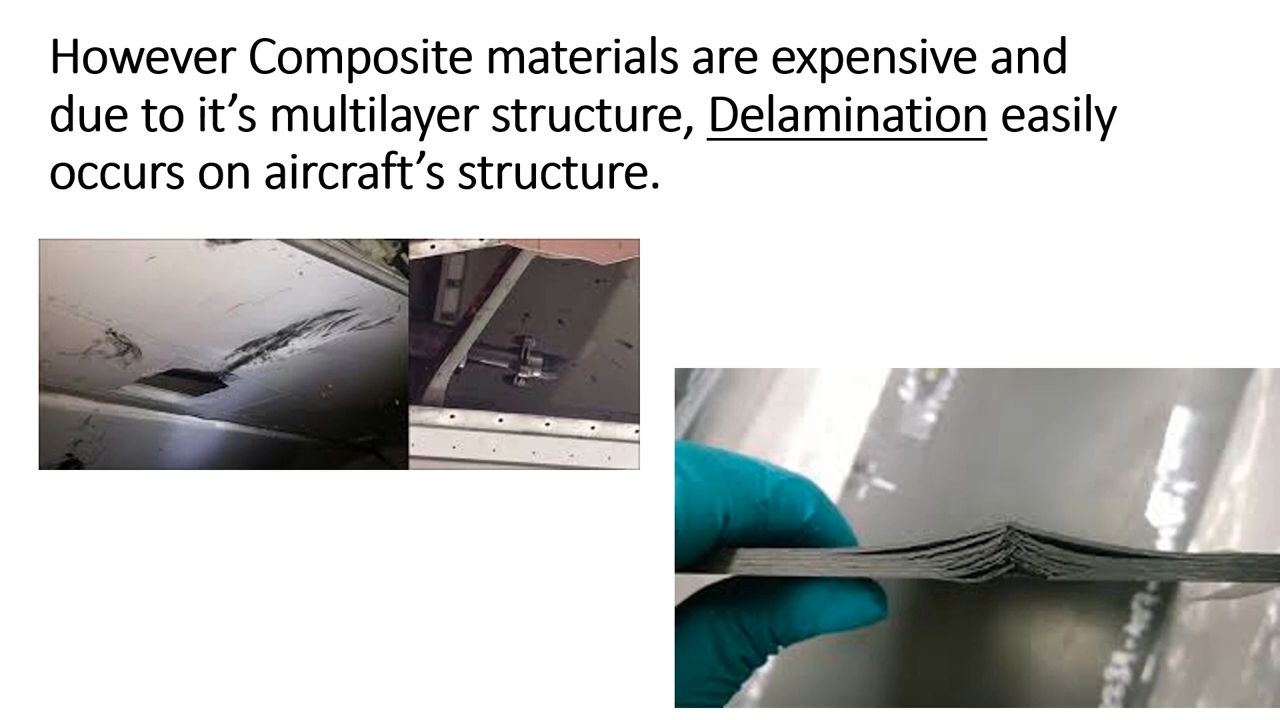 However Composite materials are expensive and
due to it’s multilayer structure, Delamination easily
occurs on aircraft’s structure.